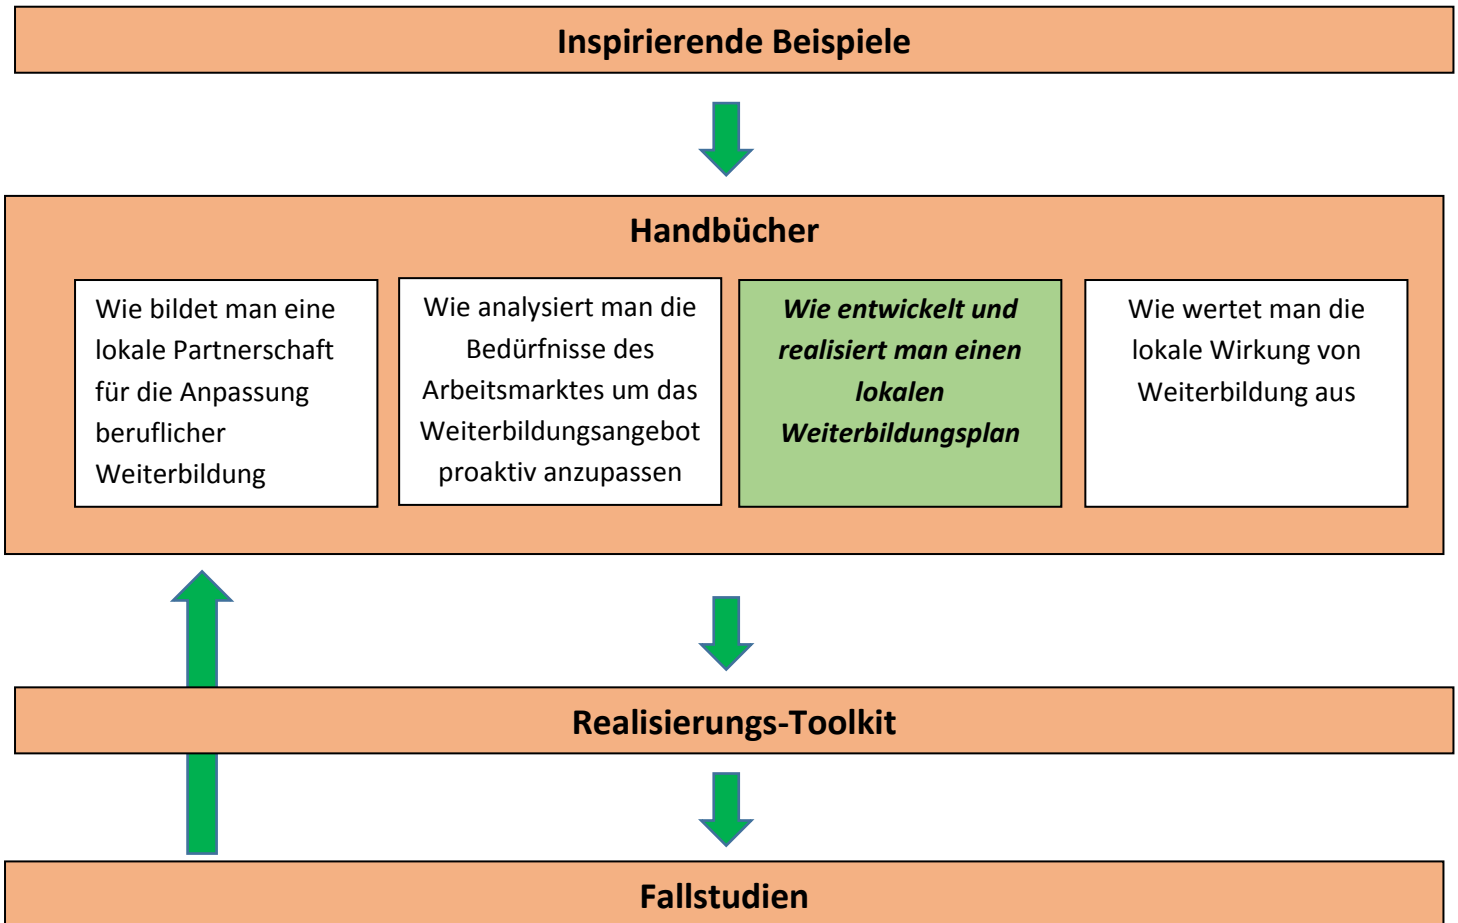 Inspirierende Beispiele
Handbücher
Wie bildet man eine
lokale Partnerschaft
für die Anpassung
beruflicher
Weiterbildung
Wie analysiert man die
Bedürfnisse des
Arbeitsmarktes um das
Weiterbildungsangebot
proaktiv anzupassen
Wie entwickelt und
realisiert man einen
lokalen
Weiterbildungsplan
Wie wertet man die
lokale Wirkung von
Weiterbildung aus
Realisierungs-Toolkit
Fallstudien